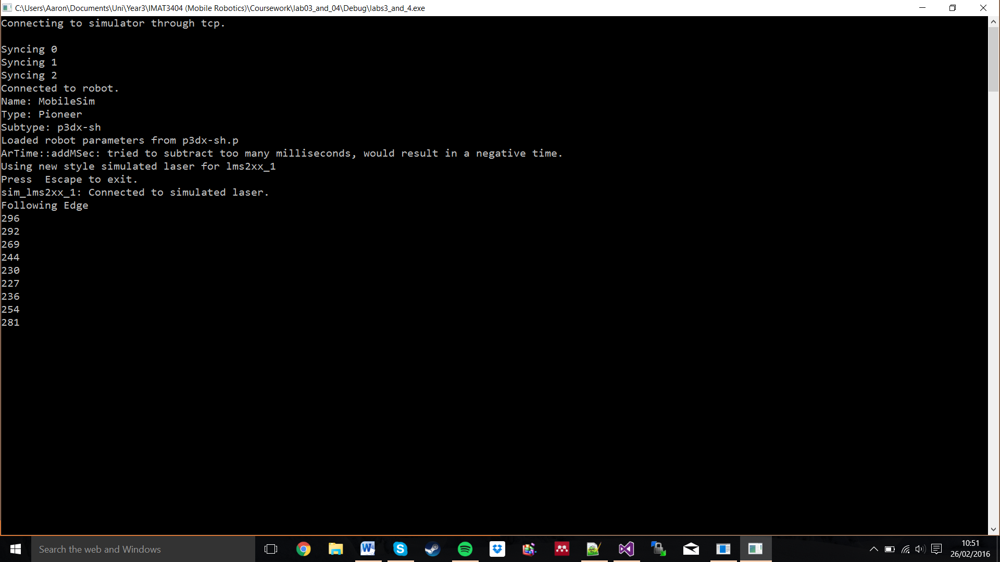 C:\Users\Aaron\Documents\Uni\Year3\IMAT3404 (Mobile Robotics)\Coursework\lab03_and_04\Debug\labs3_and_4.exe
Connecting to simulator through tcp.
Syncing 0
Syncing 1
Syncing 2
Connected to robot.
Name: MobileSim
Type: Pioneer
Subtype: p3dx-sh
Loaded robot parameters from p3dx-sh.p
ArTime::addMSec: tried to subtract too many milliseconds, would result in a negative time.
Using new style simulated laser for lms2xx_1
Press  Escape to exit.
sim_lms2xx_1: Connected to simulated laser.
Following Edge
296
292
269
244
230
227
236
254
281
Search the web and Windows
10:51
26/02/2016